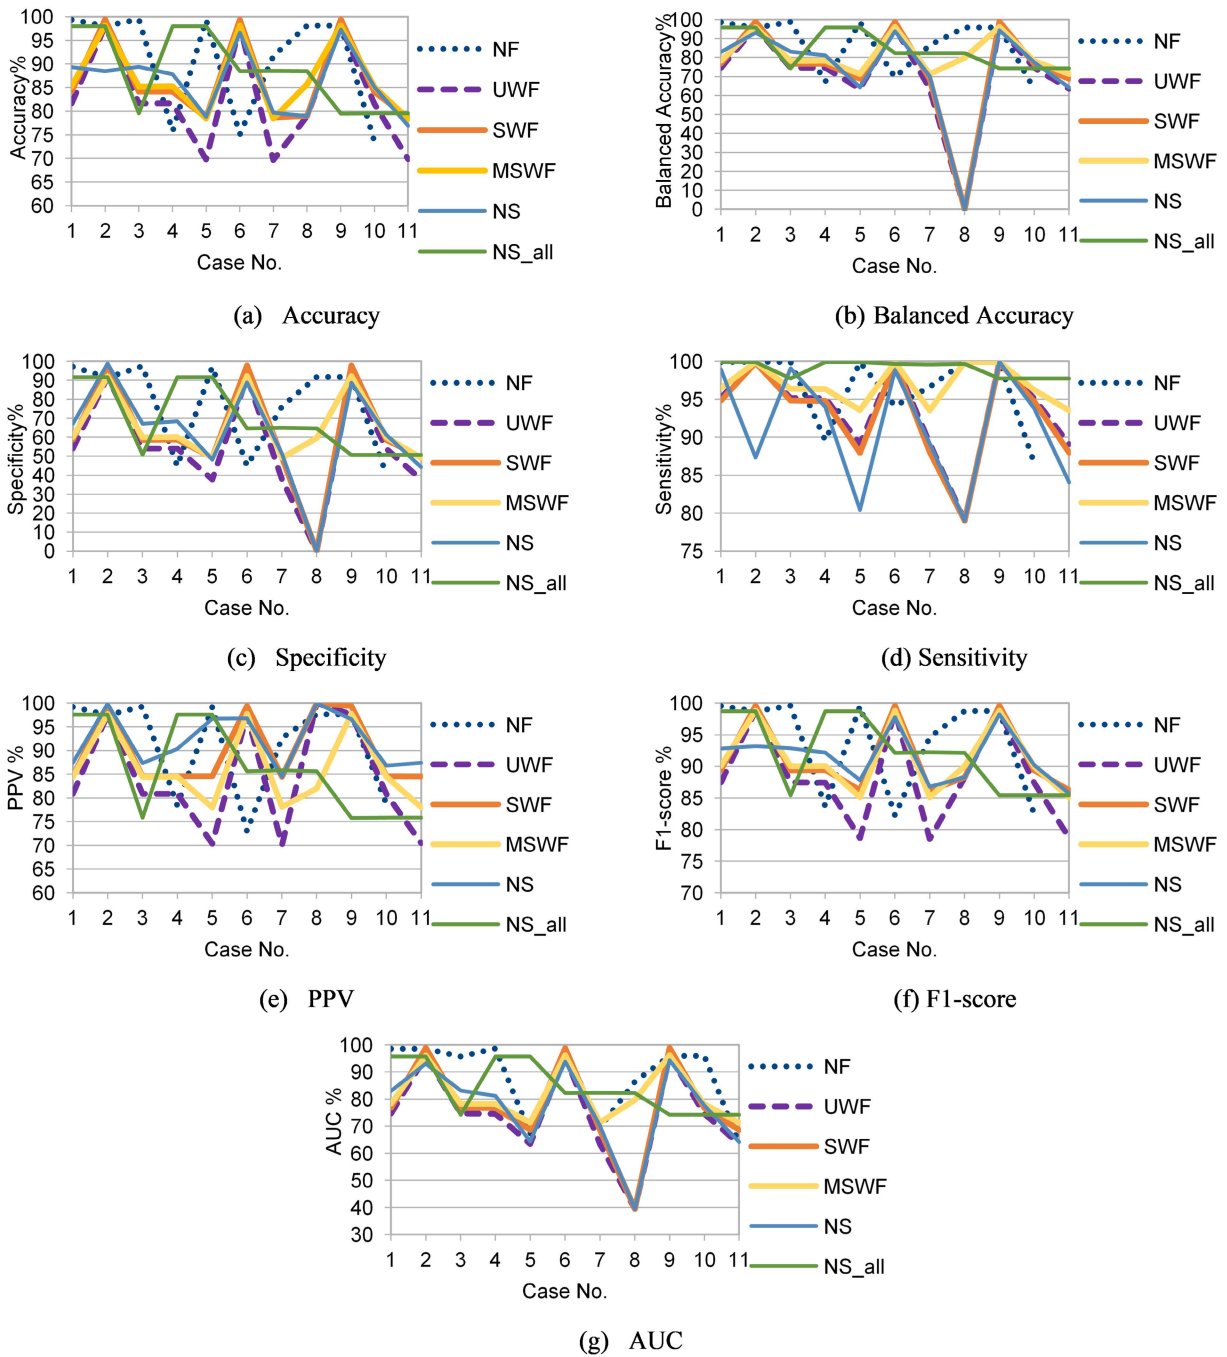 Accuracy%
100
95
90
85
80
75
70
65
60
1 2 3 4 5 6 7 8 9 10 11
Case No.
NF
UWF
SWF
MSWF
NS
NS_all
(a) Accuracy
Balanced Accuracy%
100
90
80
70
60
50
40
30
20
10
0
1 2 3 4 5 6 7 8 9 10 11
Case No.
NF
UWF
SWF
MSWF
NS
NS_all
(b) Balanced Accuracy
Specificity%
100
90
80
70
60
50
40
30
20
10
0
1 2 3 4 5 6 7 8 9 10 11
Case No.
NF
UWF
SWF
MSWF
NS
NS_all
(c) Specificity
Sensitivity%
100
95
90
85
80
75
1 2 3 4 5 6 7 8 9 10 11
Case No.
NF
UWF
SWF
MSWF
NS
NS_all
(d) Sensitivity
PPV %
100
95
90
85
80
75
70
65
60
1 2 3 4 5 6 7 8 9 10 11
Case No.
NF
UWF
SWF
MSWF
NS
NS_all
(e) PPV
F1-score %
100
95
90
85
80
75
70
1 2 3 4 5 6 7 8 9 10 11
Case No.
NF
UWF
SWF
MSWF
NS
NS_all
(f) F1-score
AUC %
100
90
80
70
60
50
40
30
1 2 3 4 5 6 7 8 9 10 11
Case No.
NF
UWF
SWF
MSWF
NS
NS_all
(g) AUC